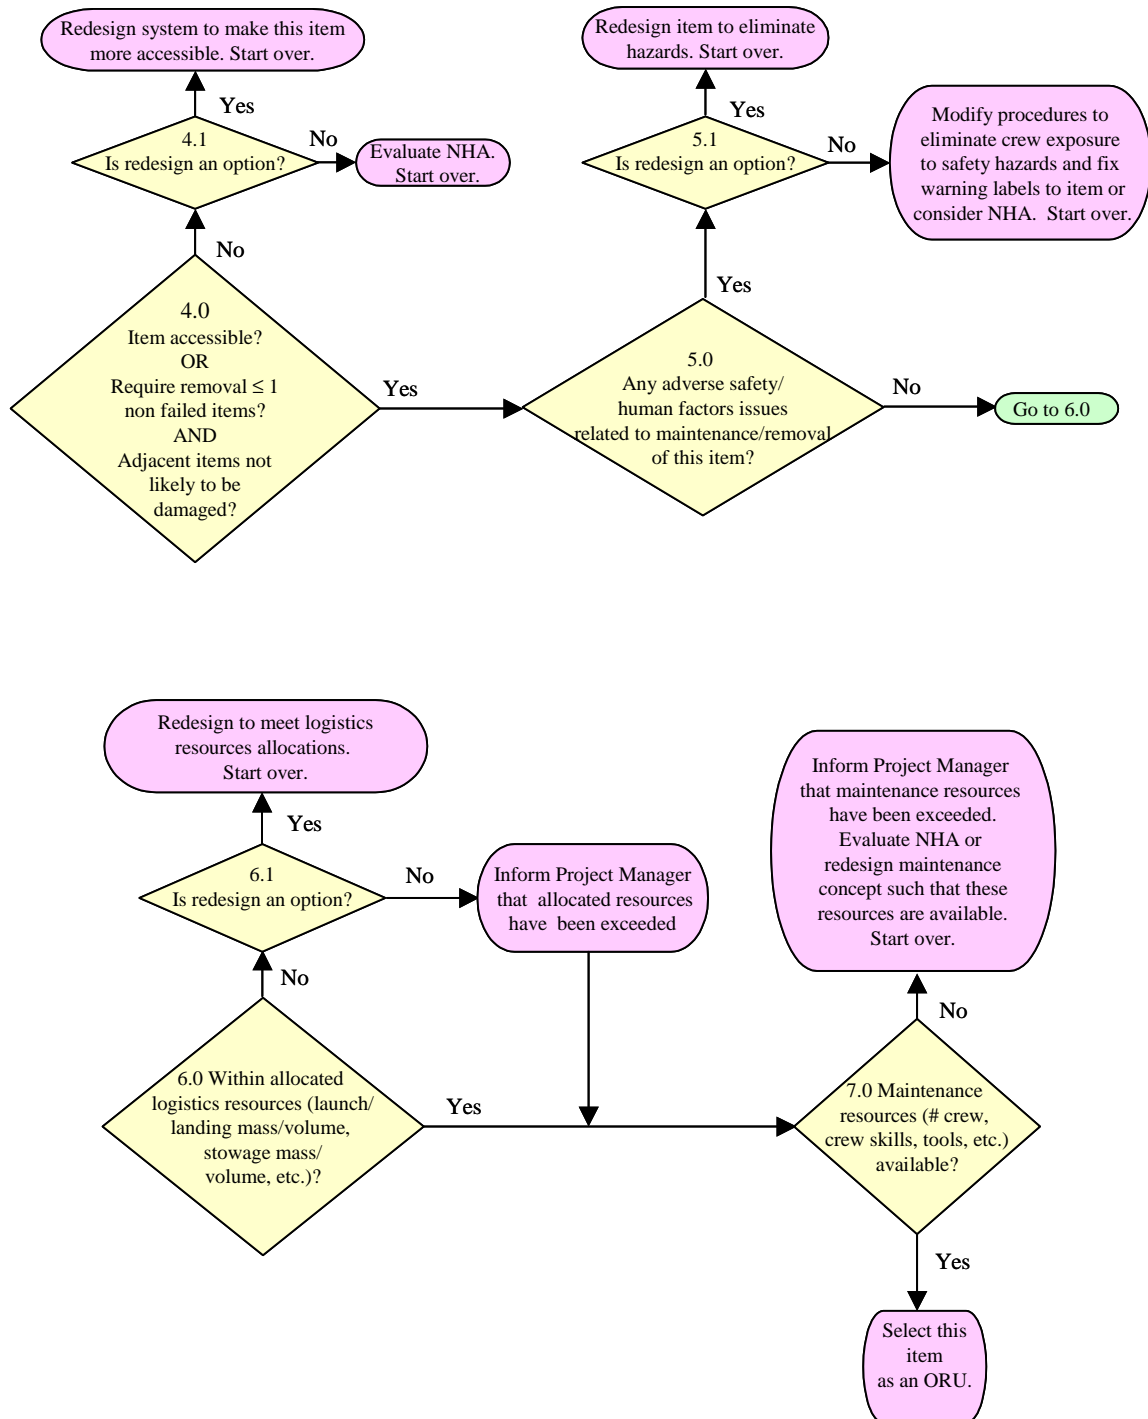 Redesign system to make this item
more accessible. Start over.
Yes
4.1
Is redesign an option?
No
Evaluate NHA.
Start over.
No
4.0
Item accessible?
OR
Require removal ≤ 1
non failed items?
AND
Adjacent items not
likely to be
damaged?
Yes
Redesign item to eliminate
hazards. Start over.
Yes
5.1
Is redesign an option?
No
Modify procedures to
eliminate crew exposure
to safety hazards and fix
warning labels to item or
consider NHA. Start over.
Yes
5.0
Any adverse safety/
human factors issues
related to maintenance/removal
of this item?
No
Go to 6.0
Redesign to meet logistics
resources allocations.
Start over.
Yes
6.1
Is redesign an option?
No
Inform Project Manager
that allocated resources
have been exceeded
No
6.0 Within allocated
logistics resources (launch/
landing mass/volume,
stowage mass/
volume, etc.)?
Yes
Inform Project Manager
that maintenance resources
have been exceeded.
Evaluate NHA or
redesign maintenance
concept such that these
resources are available.
Start over.
No
7.0 Maintenance
resources (# crew,
crew skills, tools, etc.)
available?
Yes
Select this
item
as an ORU.